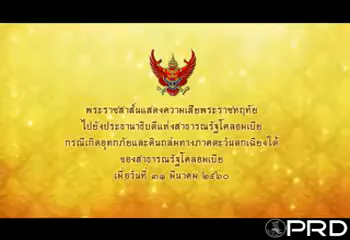 พระราชสาส์นแสดงความเสียพระราชหฤทัย
ไปยังประธานาธิบดีแห่งสาธารณรัฐโคลอมเบีย
กรณีเกิดอุทกภัยและดินถล่มทางภาคตะวันตกเฉียงใต้
ของสาธารณรัฐโคลอมเบีย
เมื่อวันที่ ๓๑ มีนาคม ๒๕๖๐
PRD